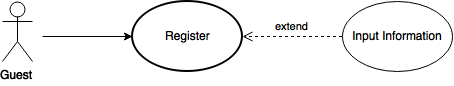 extend
Register
Input Information
Guest